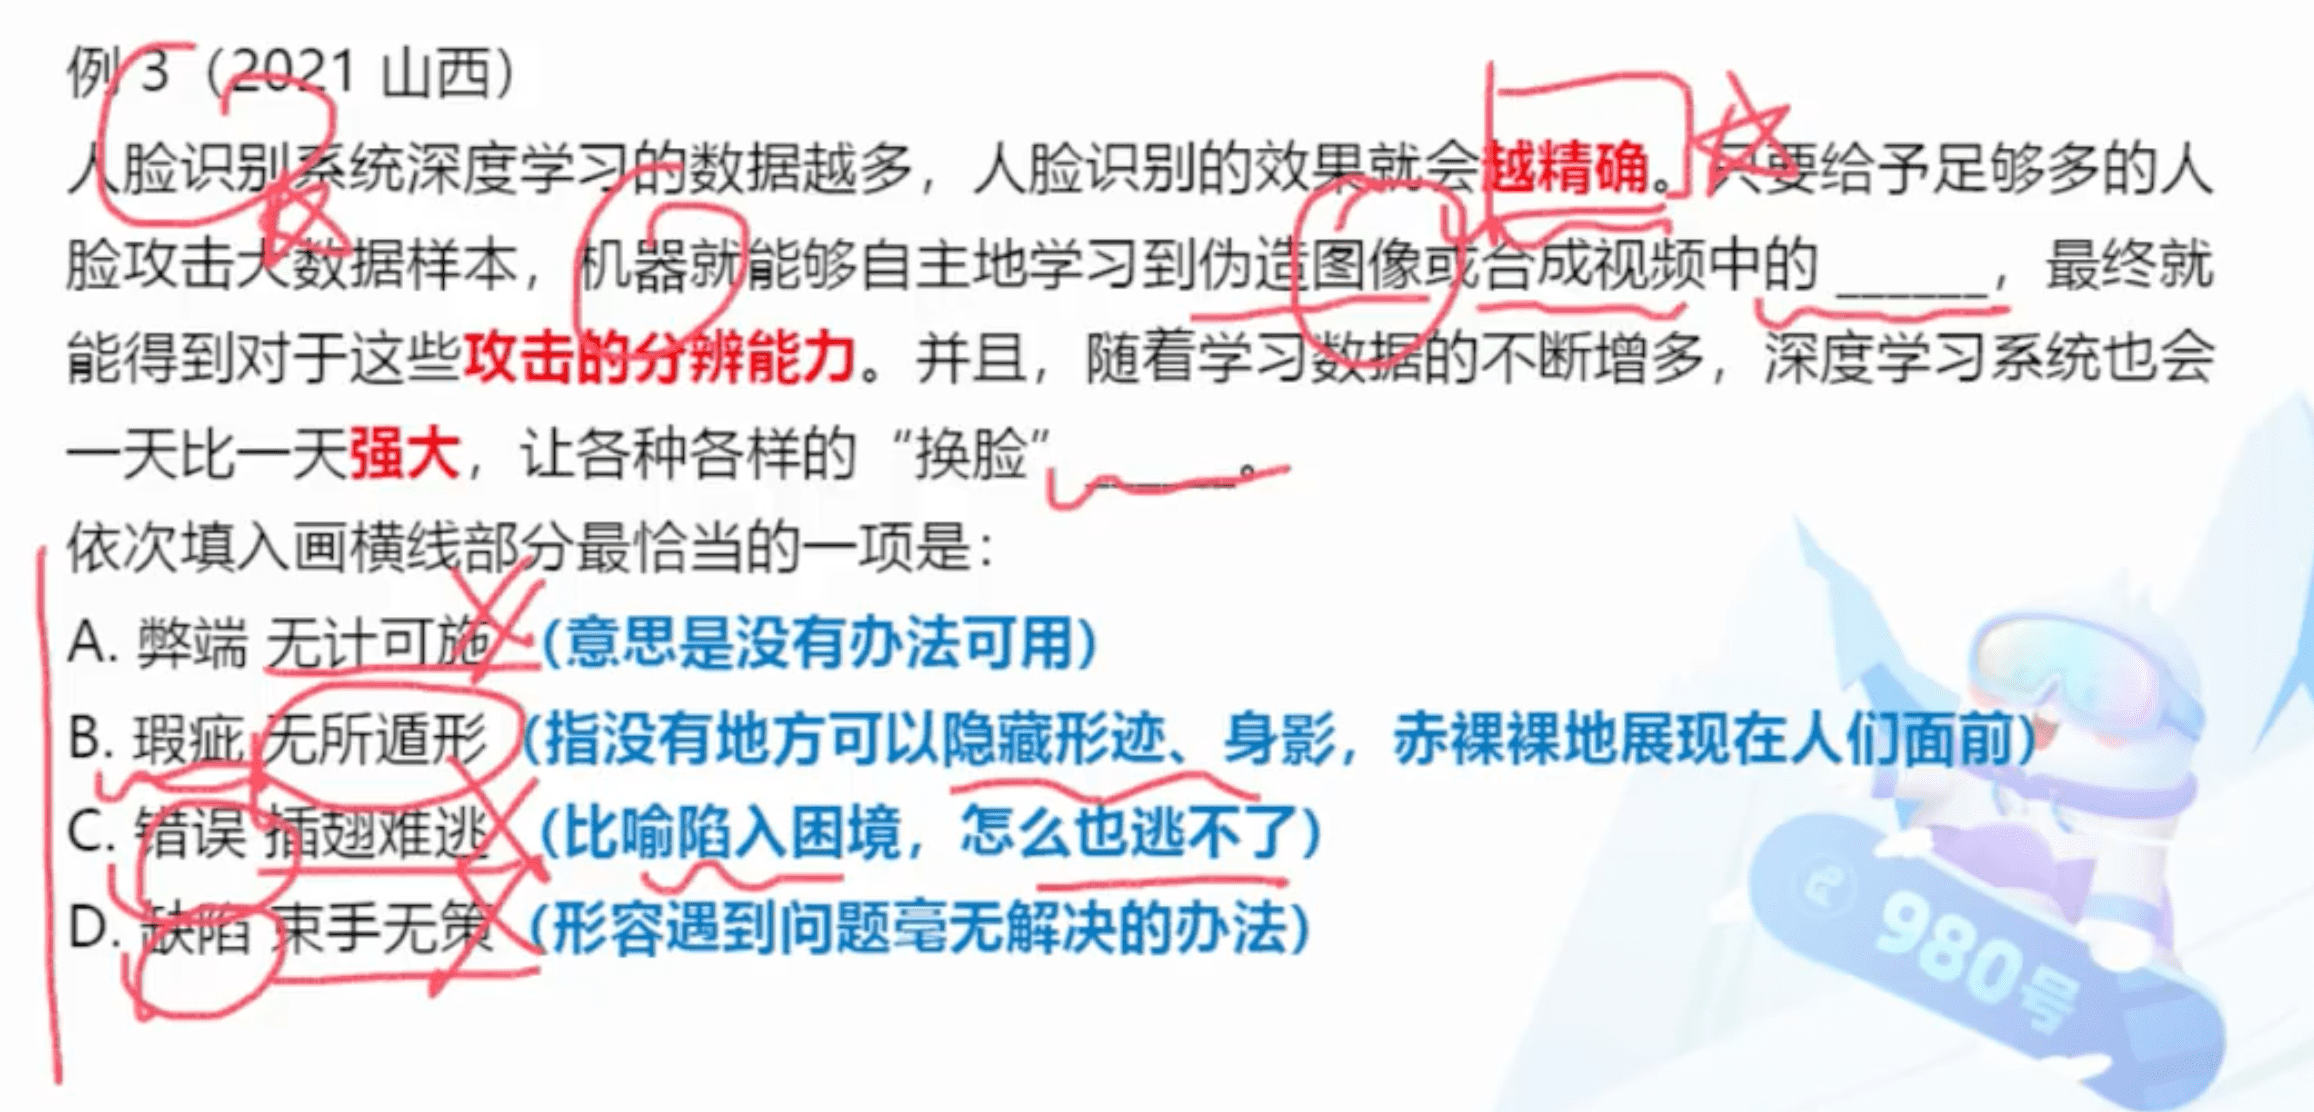 例 3（2021 山西）
人脸识别系统深度学习的数据越多，人脸识别的效果就会越精确。只要给予足够多的人
脸攻击大数据样本，机器就能够自主地学习到伪造图像或合成视频中的 ______，最终就
能得到对于这些攻击的分辨能力。并且，随着学习数据的不断增多，深度学习系统也会
一天比一天强大，让各种各样的“换脸” ______。
依次填入画横线部分最恰当的一项是：
A. 弊端 无计可施 （意思是没有办法可用）
B. 瑕疵 无所遁形 （指没有地方可以隐藏形迹、身影，赤裸裸地展现在人们面前）
C. 错误 插翅难逃 （比喻陷入困境，怎么也逃不了）
D. 缺陷 束手无策 （形容遇到问题毫无解决的办法）
980号